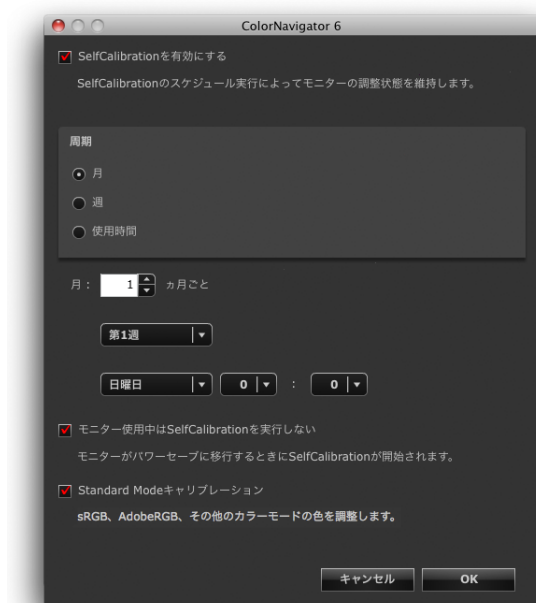 ColorNavigator 6
SelfCalibrationを有効にする
SelfCalibrationのスケジュール実行によってモニターの調整状態を維持します。
周期
月
週
使用時間
月： 1 ヵ月ごと
第1週
日曜日 0 : 0
モニター使用中はSelfCalibrationを実行しない
モニターがパワーセーブに移行するときにSelfCalibrationが開始されます。
Standard Modeキャリブレーション
sRGB、AdobeRGB、その他のカラーモードの色を調整します。
キャンセル OK